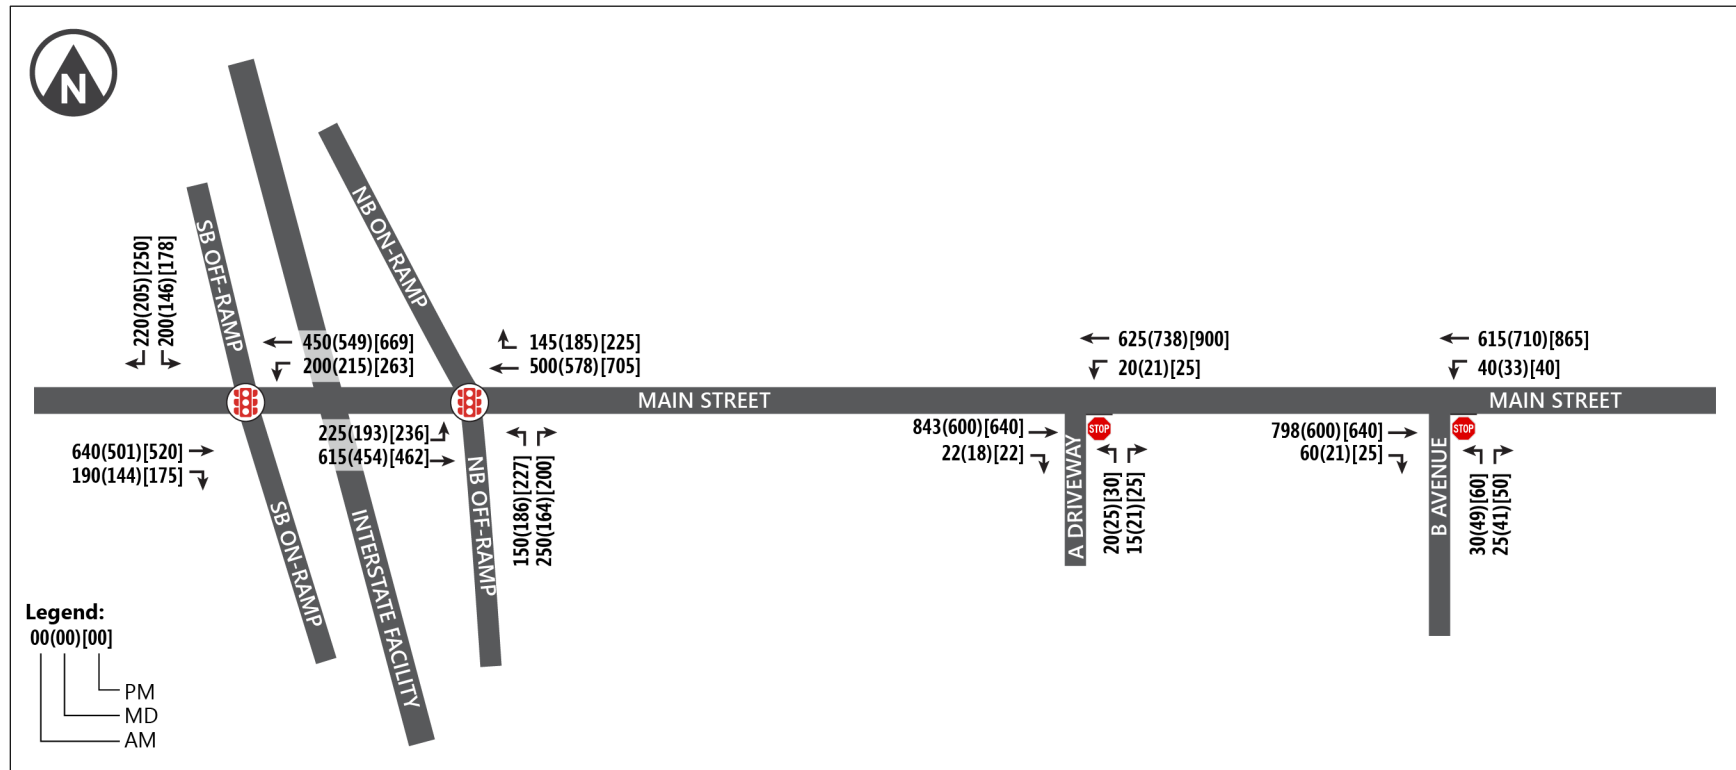 N
SB OFF-RAMP
220(205)[250]
200(146)[178]
NB ON-RAMP
450(549)[669]
200(215)[263]
145(185)[225]
500(578)[705]
625(738)[900]
20(21)[25]
615(710)[865]
40(33)[40]
MAIN STREET
MAIN STREET
640(501)[520]
190(144)[175]
225(193)[236]
615(454)[462]
843(600)[640]
22(18)[22]
STOP
798(600)[640]
60(21)[25]
STOP
SB ON-RAMP
INTERSTATE FACILITY
NB OFF-RAMP
150(186)[227]
250(164)[200]
A DRIVEWAY
20(25)[30]
15(21)[25]
B AVENUE
30(49)[60]
25(41)[50]
Legend:
00(00)[00]
PM
MD
AM